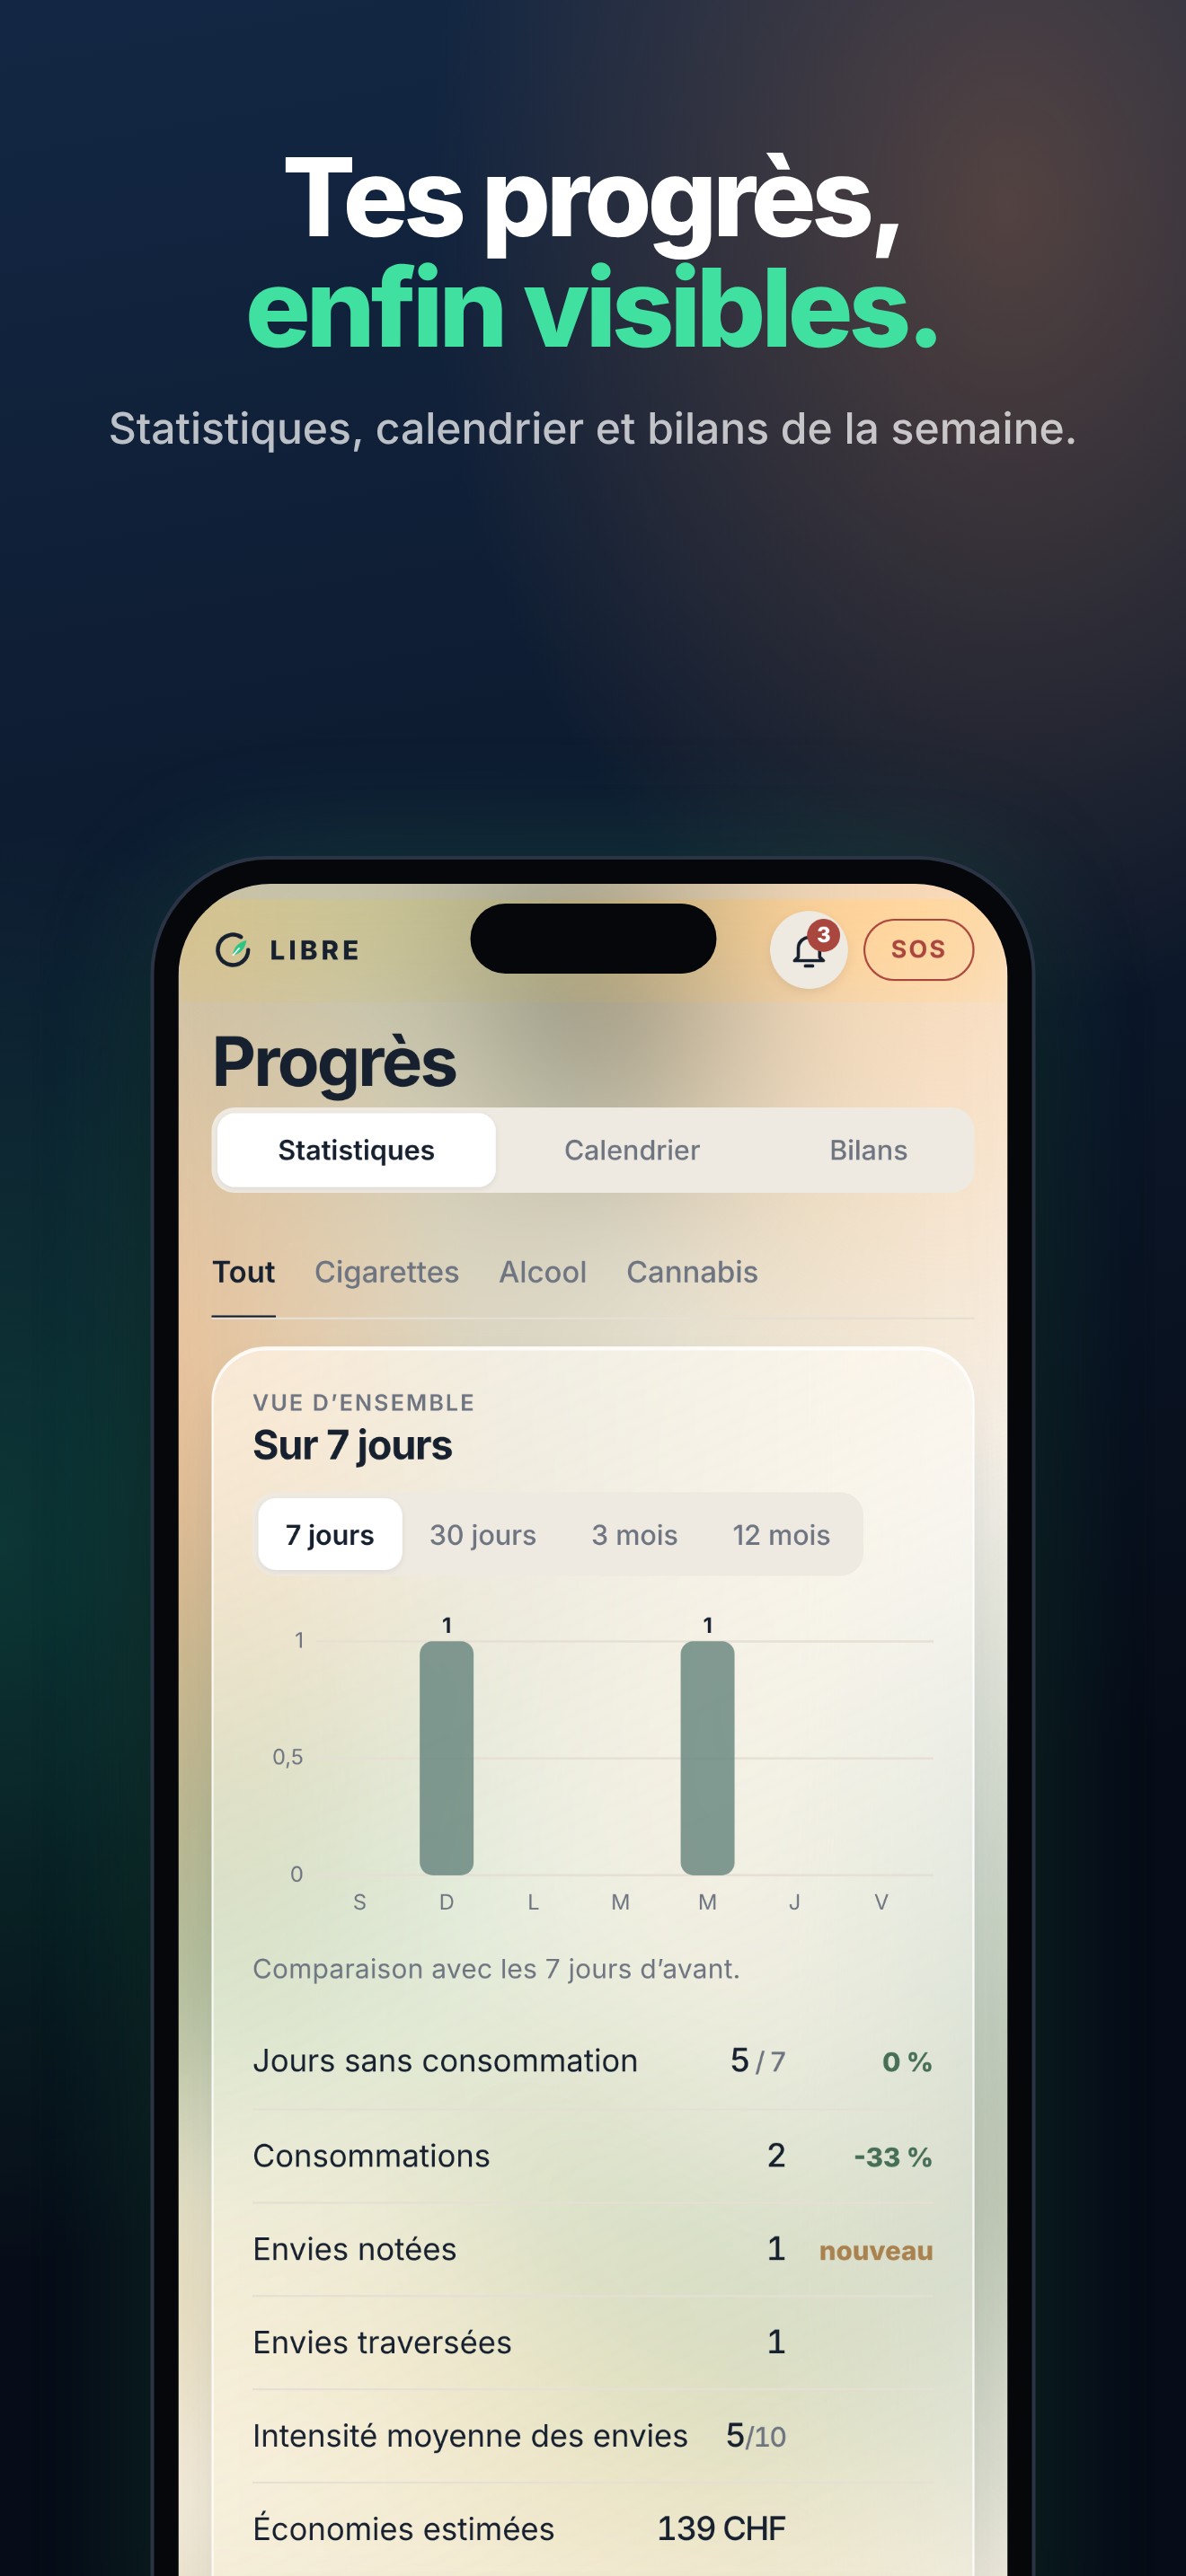 Tes progrès,
enfin visibles.
Statistiques, calendrier et bilans de la semaine.
LIBRE
3
SOS
Progrès
Statistiques Calendrier Bilans
Tout Cigarettes Alcool Cannabis
VUE D’ENSEMBLE
Sur 7 jours
7 jours 30 jours 3 mois 12 mois
1 1
1
0,5
0
S D L M M J V
Comparaison avec les 7 jours d’avant.
Jours sans consommation 5 / 7 0 %
Consommations 2 -33 %
Envies notées 1 nouveau
Envies traversées 1
Intensité moyenne des envies 5/10
Économies estimées 139 CHF